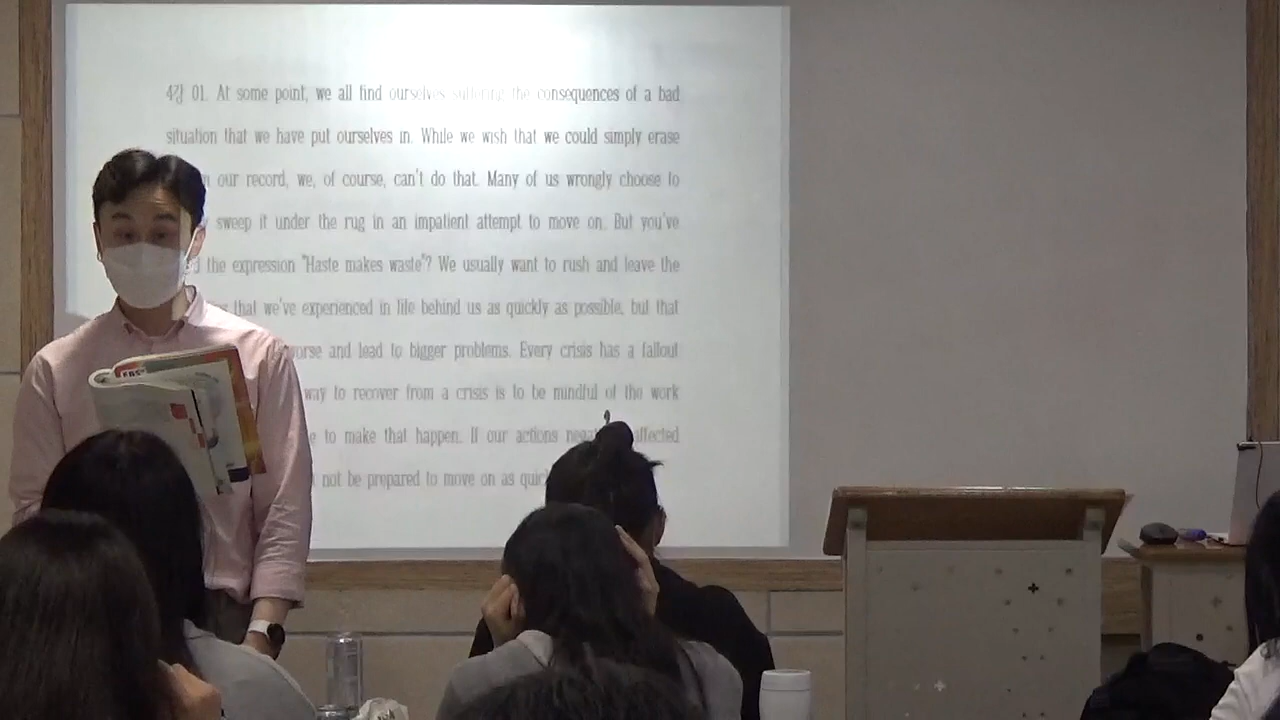 4강 01. At some point, we all find ourselves suffering the consequences of a bad
situation that we have put ourselves in. While we wish that we could simply erase
our record, we, of course, can't do that. Many of us wrongly choose to
sweep it under the rug in an impatient attempt to move on. But you've
the expression "Haste makes waste"? We usually want to rush and leave the
that we've experienced in life behind us as quickly as possible, but that
and lead to bigger problems. Every crisis has a fallout
way to recover from a crisis is to be mindful of the work
to make that happen. If our actions affected
not be prepared to move on as
EBS